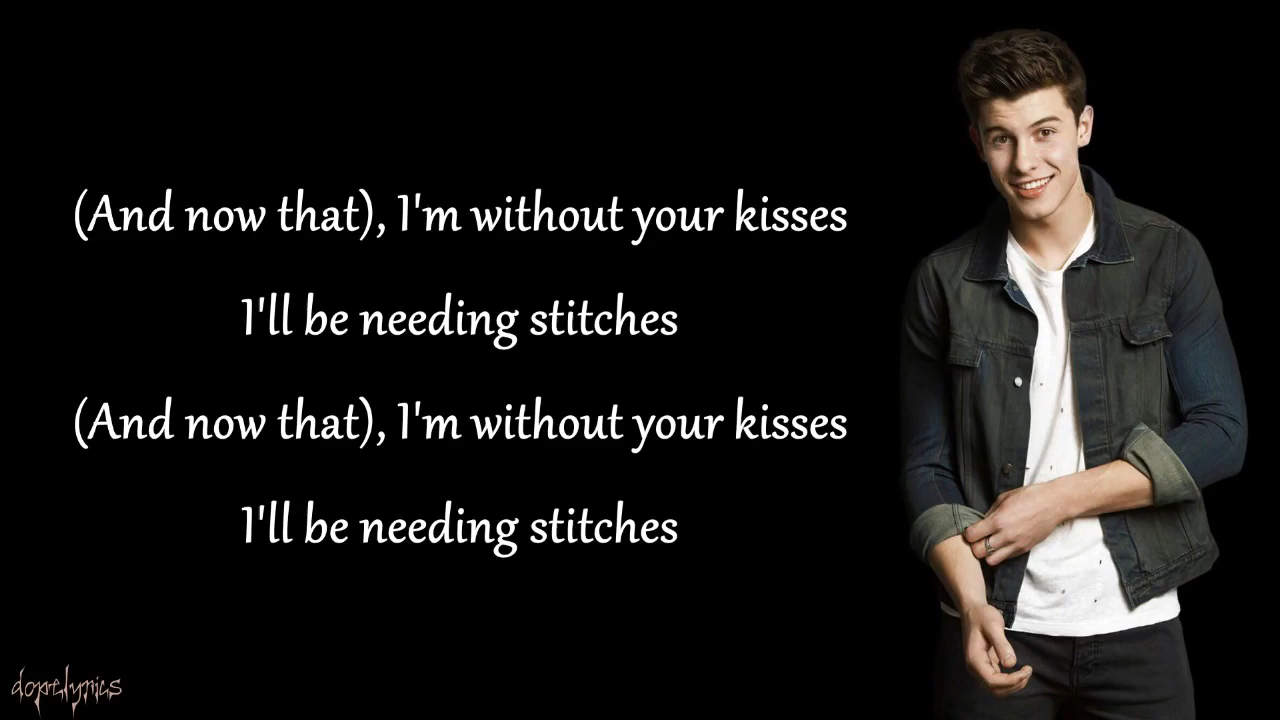 (And now that), I'm without your kisses
I'll be needing stitches
(And now that), I'm without your kisses
I'll be needing stitches
dopelyrics